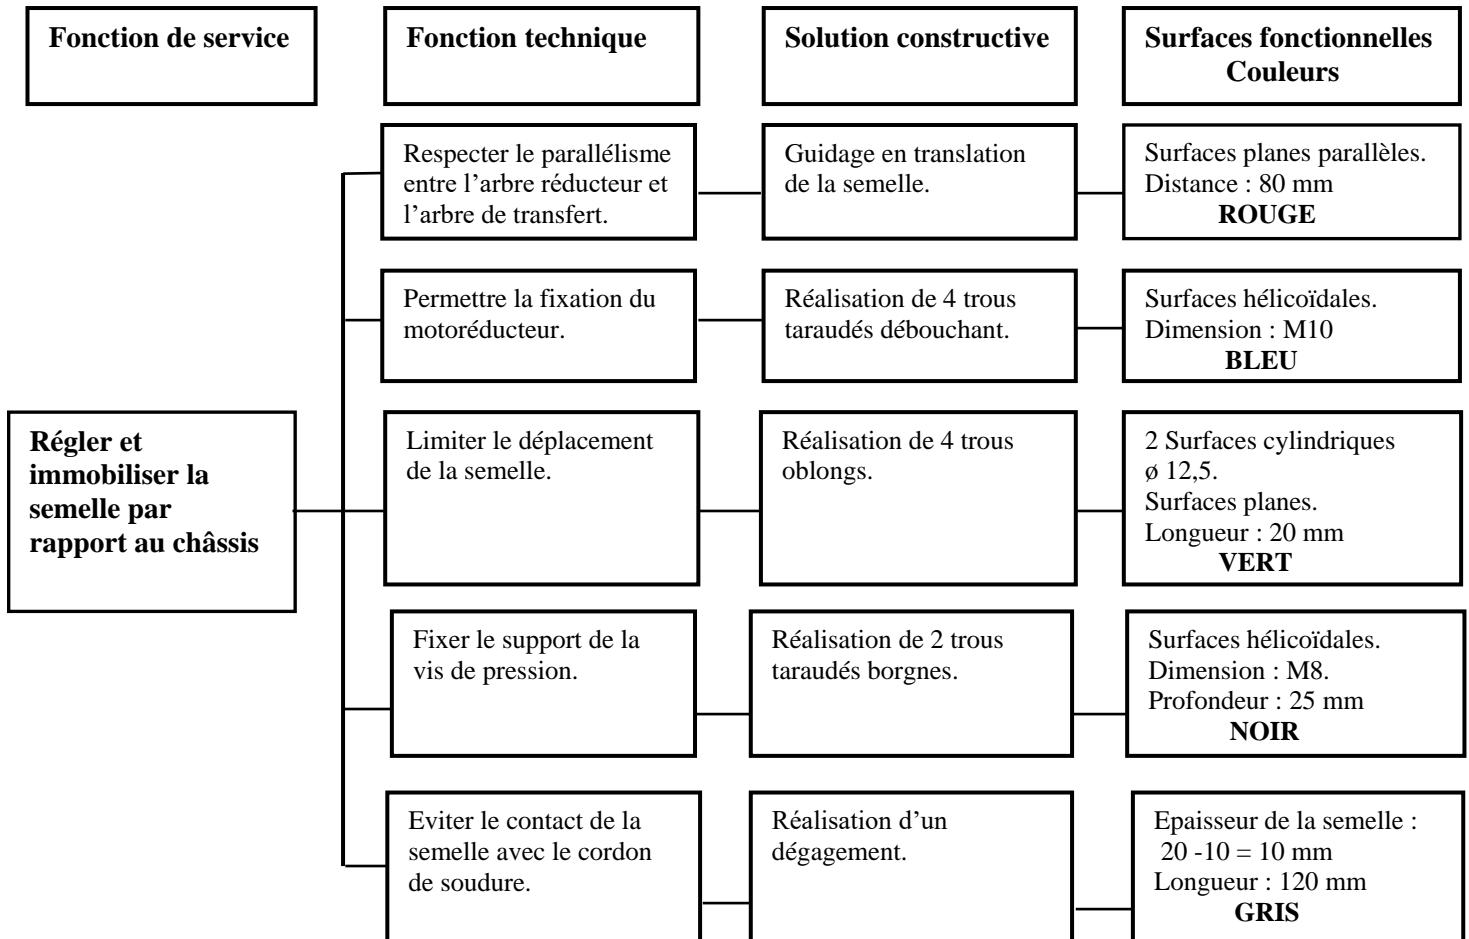 Fonction de service
Fonction technique
Solution constructive
Surfaces fonctionnelles
Couleurs
Respecter le parallélisme
entre l’arbre réducteur et
l’arbre de transfert.
Guidage en translation
de la semelle.
Surfaces planes parallèles.
Distance : 80 mm
ROUGE
Permettre la fixation du
motoréducteur.
Réalisation de 4 trous
taraudés débouchant.
Surfaces hélicoïdales.
Dimension : M10
BLEU
Régler et
immobiliser la
semelle par
rapport au châssis
Limiter le déplacement
de la semelle.
Réalisation de 4 trous
oblongs.
2 Surfaces cylindriques
ø 12,5.
Surfaces planes.
Longueur : 20 mm
VERT
Fixer le support de la
vis de pression.
Réalisation de 2 trous
taraudés borgnes.
Surfaces hélicoïdales.
Dimension : M8.
Profondeur : 25 mm
NOIR
Eviter le contact de la
semelle avec le cordon
de soudure.
Réalisation d’un
dégagement.
Epaisseur de la semelle :
20 -10 = 10 mm
Longueur : 120 mm
GRIS